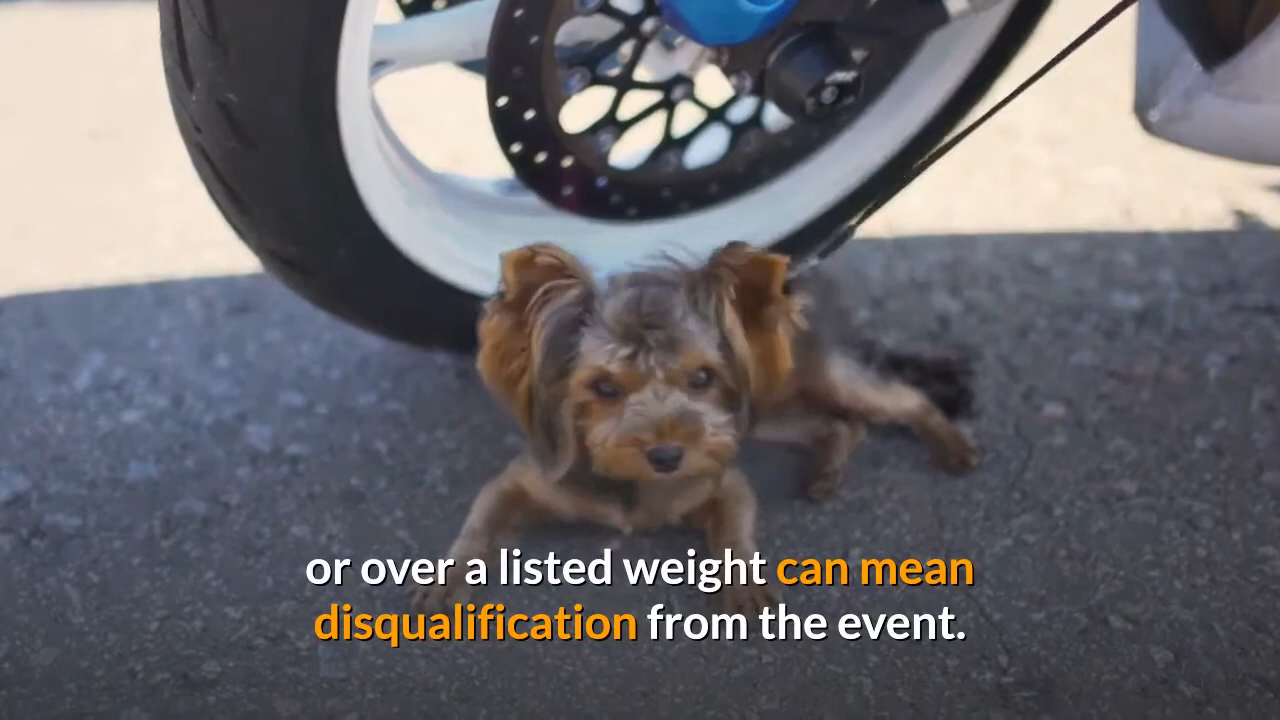 or over a listed weight can mean
disqualification from the event.